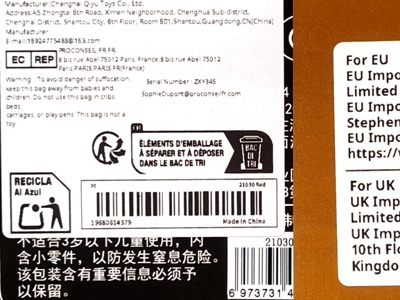 Manufacturer:Chenghai Qiyu Toys Co., Ltd.
Address:A5 Zhongtai 6th Road, Ximen Neighborhood, Chenghua Sub-district,
Chenghai District, Shantou City: 6th Floor, Room 601,Shantou,Guangdong,CN(China)
Manufacturer
E-mail:18924775488@163.com
EC REP
PROCONSEIL FR.FR
8 bis rue Abel 75012 Paris, France,8 bis rue Abel 75012
Paris,PARIS,PARIS,FR(France)
Warning : To avoid danger of suffocation,
keep this bag away from babies and
children. Do not use this bag in cribs,
beds,
carriages, or play pens. This bag is not a
toy.
Serial Number : ZXY345
SophieDupont@proconseilfr.com
FR
ÉLÉMENTS D'EMBALLAGE
À SÉPARER ET À DÉPOSER
DANS LE BAC DE TRI
BAC
DE
TRI
RECICLA
Al Azul
30
21030 Red
19680614379
Made In China
不适合3岁以下儿童使用，内
含小零件，以防发生窒息危险。
该包装含有重要信息必须予
以保留。
21030
6 973731 4
For EU
EU Impo
Limited
EU Impo
Stephen
EU Impo
https://w
For UK
UK Imp
Limited
UK Imp
10th Flo
Kingdo